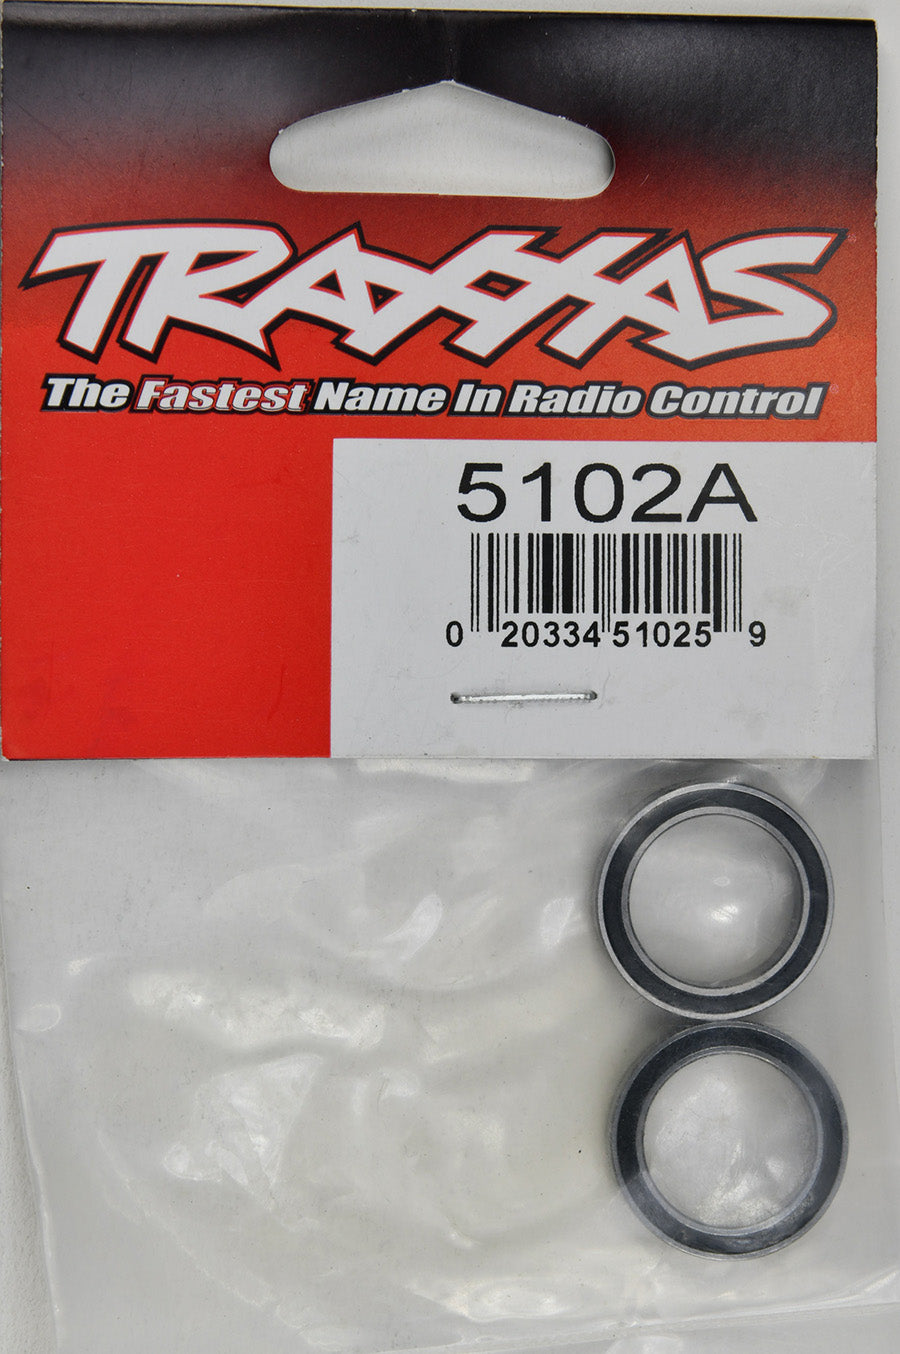 TRAXXAS
The Fastest Name In Radio Control
5102A
0 20334 51025 9